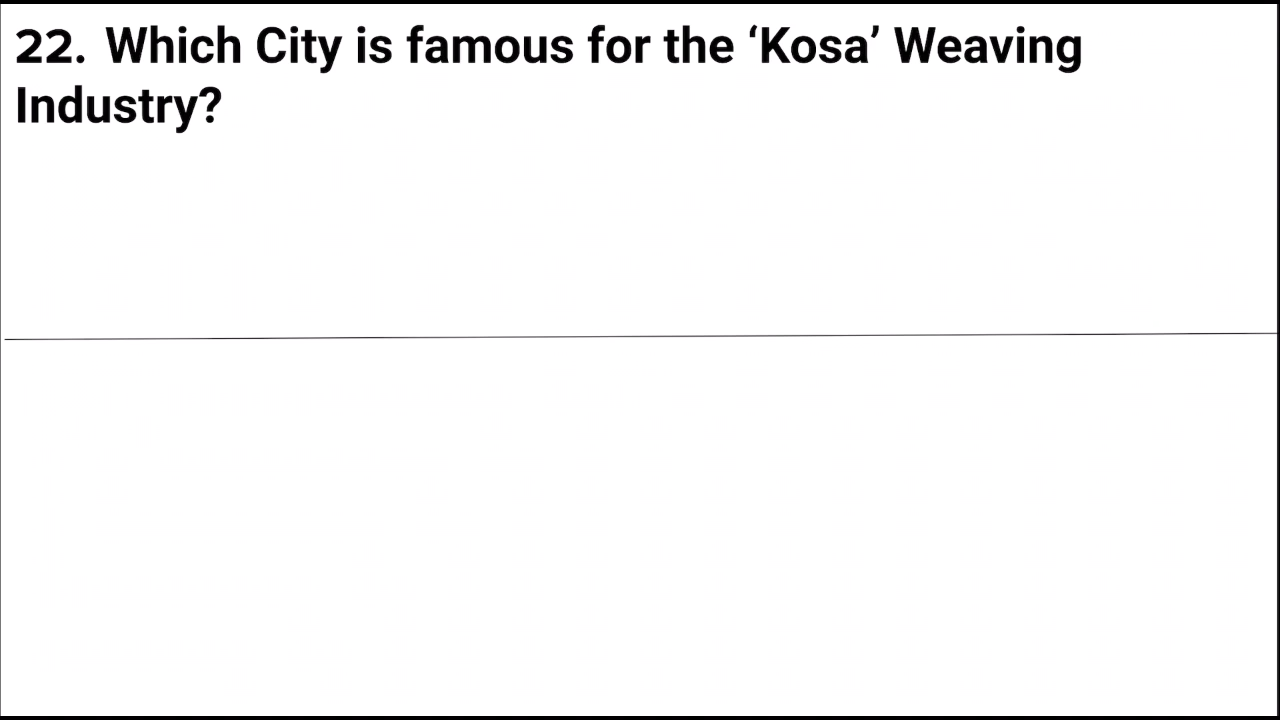 22. Which City is famous for the ‘Kosa’ Weaving
Industry?